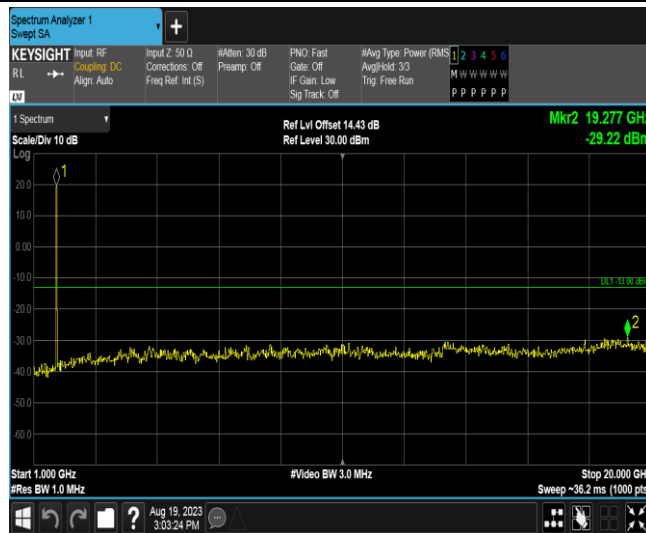 Spectrum Analyzer 1
Swept SA
+
KEYSIGHT
RL
LXI
Input: RF
Coupling: DC
Align: Auto
Input Z: 50 Ω
Corrections: Off
Freq Ref: Int (S)
#Atten: 30 dB
Preamp: Off
PNO: Fast
Gate: Off
IF Gain: Low
Sig Track: Off
#Avg Type: Power (RMS
Avg|Hold: 3/3
Trig: Free Run
1 2 3 4 5 6
M W W W W W
P P P P P P
1 Spectrum
Scale/Div 10 dB
Log
Ref Lvl Offset 14.43 dB
Ref Level 30.00 dBm
Mkr2 19.277 GHz
-29.22 dBm
1
20.0
10.0
0.00
-10.0
DL1 -13.00 dBm
-20.0
2
-30.0
-40.0
-50.0
-60.0
Start 1.000 GHz
#Res BW 1.0 MHz
#Video BW 3.0 MHz
Stop 20.000 GHz
Sweep ~36.2 ms (1000 pts)
?
Aug 19, 2023
3:03:24 PM